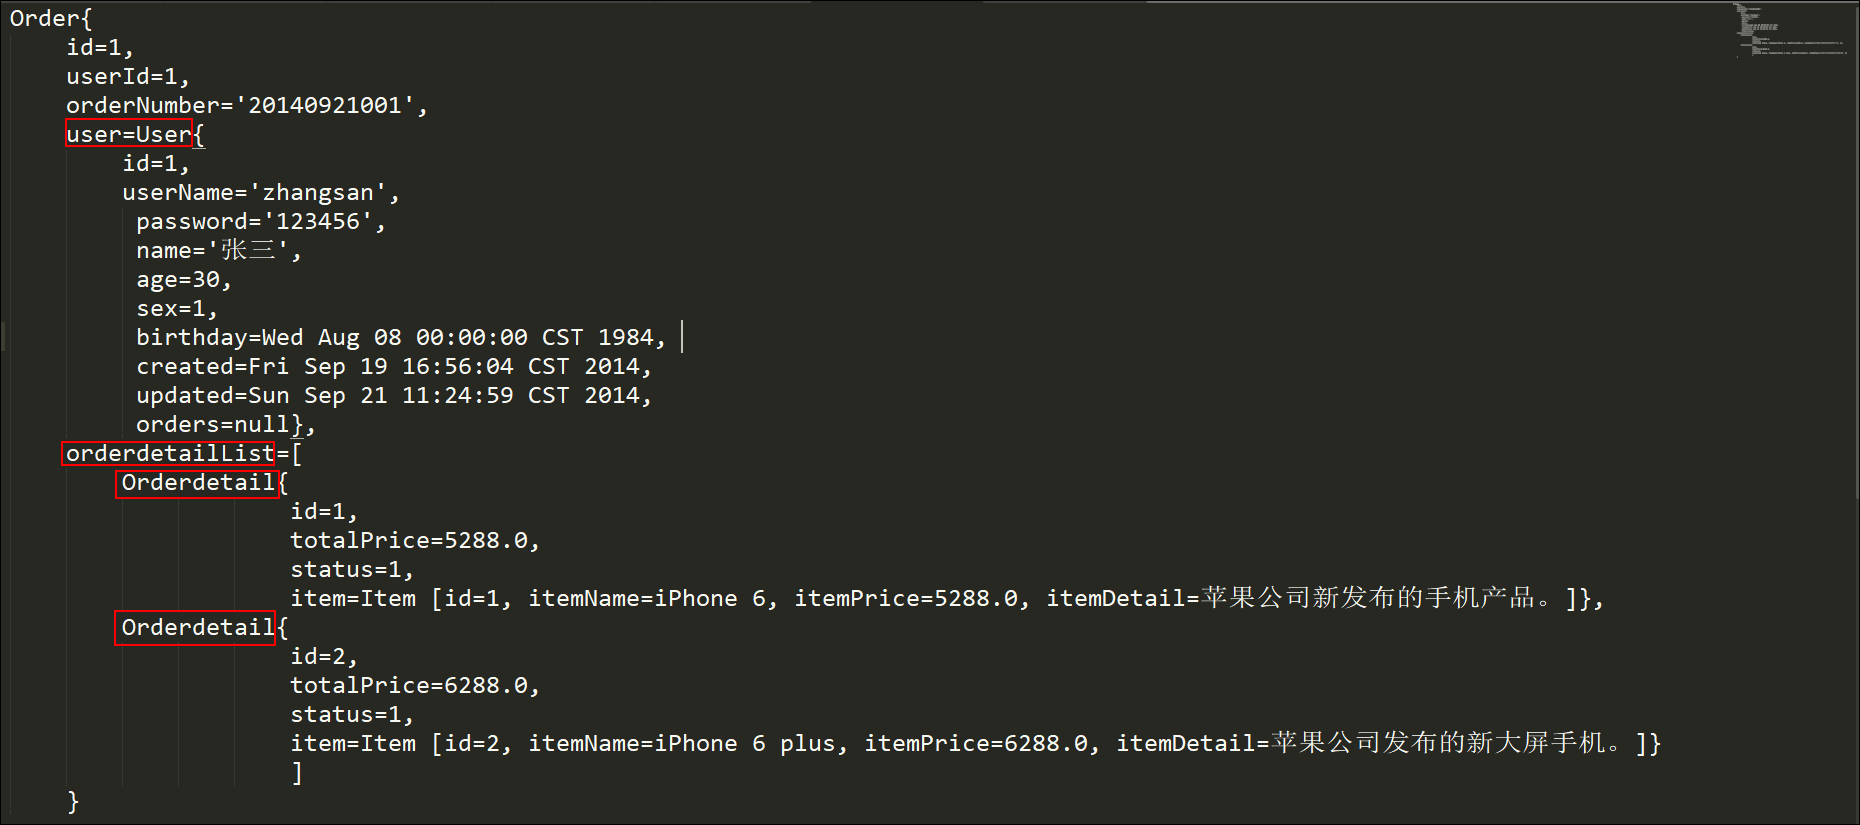 Order{
id=1,
userId=1,
orderNumber='20140921001',
user=User{
id=1,
userName='zhangsan',
password='123456',
name='张三',
age=30,
sex=1,
birthday=Wed Aug 08 00:00:00 CST 1984,
created=Fri Sep 19 16:56:04 CST 2014,
updated=Sun Sep 21 11:24:59 CST 2014,
orders=null},
orderdetailList=[
Orderdetail{
id=1,
totalPrice=5288.0,
status=1,
item=Item [id=1, itemName=iPhone 6, itemPrice=5288.0, itemDetail=苹果公司新发布的手机产品。]},
Orderdetail{
id=2,
totalPrice=6288.0,
status=1,
item=Item [id=2, itemName=iPhone 6 plus, itemPrice=6288.0, itemDetail=苹果公司发布的新大屏手机。]}
]
}